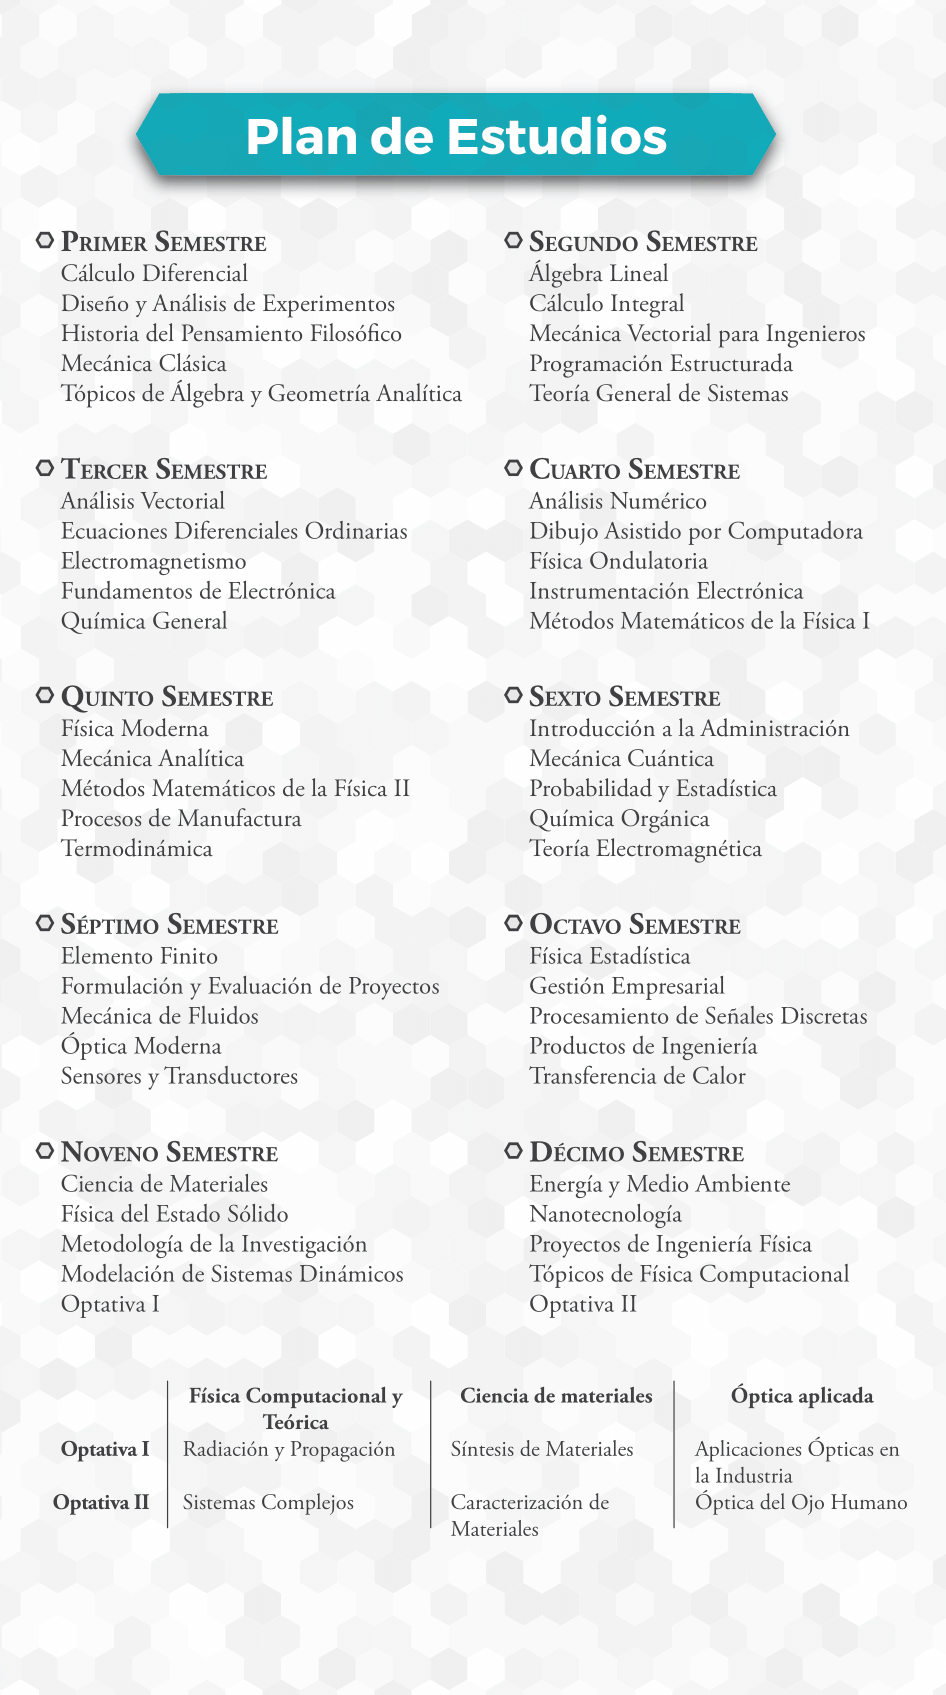 Plan de Estudios
Primer Semestre
Cálculo Diferencial
Diseño y Análisis de Experimentos
Historia del Pensamiento Filosófico
Mecánica Clásica
Tópicos de Álgebra y Geometría Analítica
Segundo Semestre
Álgebra Lineal
Cálculo Integral
Mecánica Vectorial para Ingenieros
Programación Estructurada
Teoría General de Sistemas
Tercer Semestre
Análisis Vectorial
Ecuaciones Diferenciales Ordinarias
Electromagnetismo
Fundamentos de Electrónica
Química General
Cuarto Semestre
Análisis Numérico
Dibujo Asistido por Computadora
Física Ondulatoria
Instrumentación Electrónica
Métodos Matemáticos de la Física I
Quinto Semestre
Física Moderna
Mecánica Analítica
Métodos Matemáticos de la Física II
Procesos de Manufactura
Termodinámica
Sexto Semestre
Introducción a la Administración
Mecánica Cuántica
Probabilidad y Estadística
Química Orgánica
Teoría Electromagnética
Séptimo Semestre
Elemento Finito
Formulación y Evaluación de Proyectos
Mecánica de Fluidos
Óptica Moderna
Sensores y Transductores
Octavo Semestre
Física Estadística
Gestión Empresarial
Procesamiento de Señales Discretas
Productos de Ingeniería
Transferencia de Calor
Noveno Semestre
Ciencia de Materiales
Física del Estado Sólido
Metodología de la Investigación
Modelación de Sistemas Dinámicos
Optativa I
Décimo Semestre
Energía y Medio Ambiente
Nanotecnología
Proyectos de Ingeniería Física
Tópicos de Física Computacional
Optativa II
Física Computacional y
Teórica
Ciencia de materiales
Óptica aplicada
Optativa I
Radiación y Propagación
Síntesis de Materiales
Aplicaciones Ópticas en
la Industria
Optativa II
Sistemas Complejos
Caracterización de
Materiales
Óptica del Ojo Humano